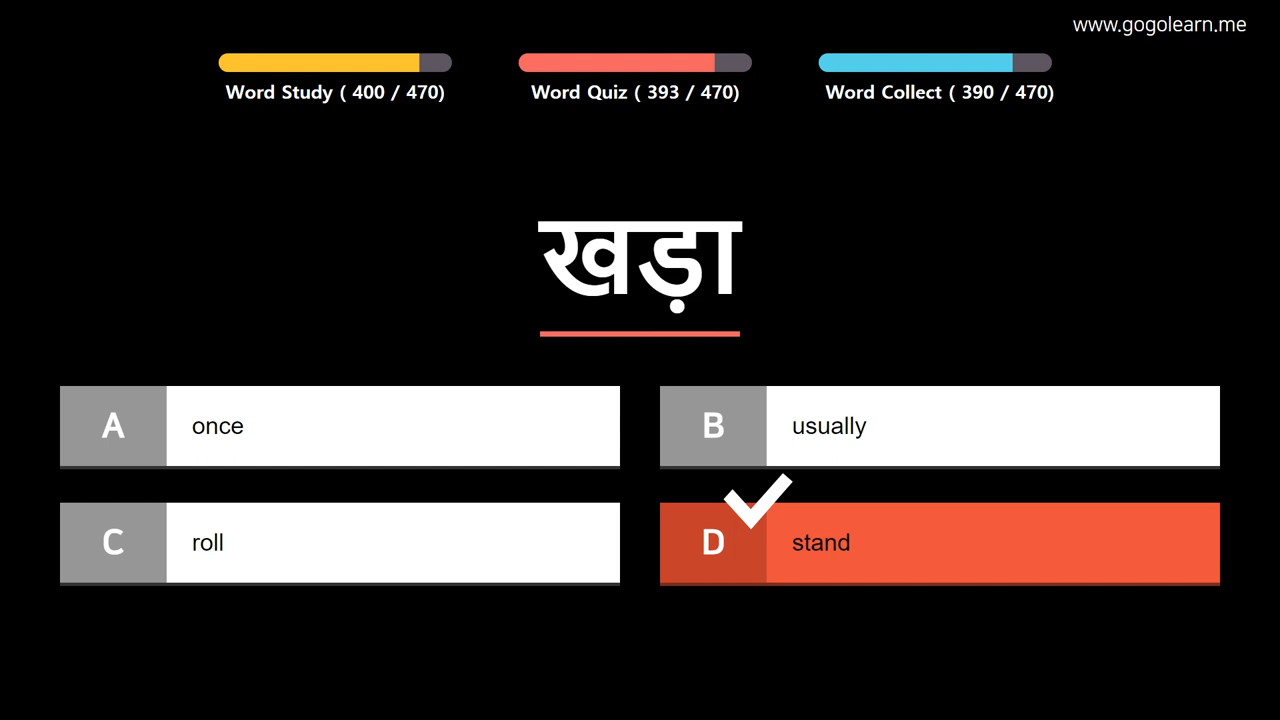 www.gogolearn.me
Word Study ( 400 / 470)
Word Quiz ( 393 / 470)
Word Collect ( 390 / 470)
खड़ा
A once
B usually
C roll
D stand